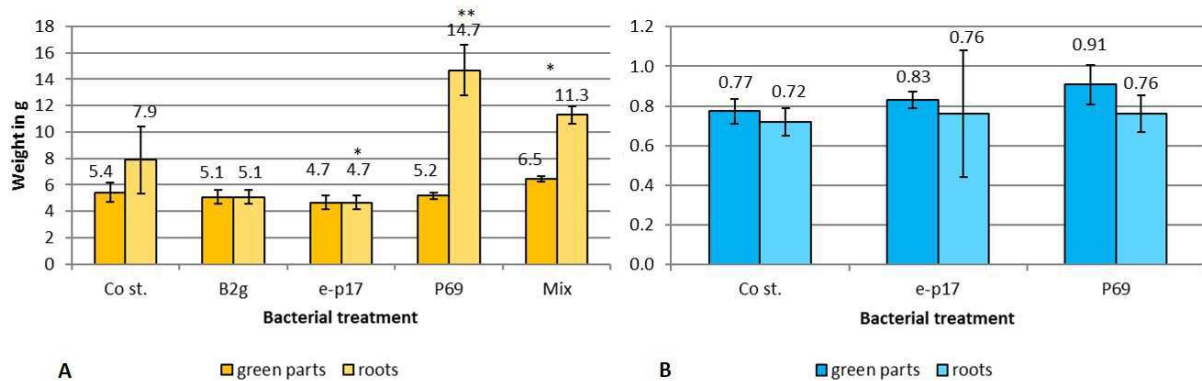 18
16
14
12
10
8
6
4
2
0
Weight in g
5.4
7.9
5.1
5.1
4.7
4.7
*
5.2
**
14.7
6.5
*
11.3
Co st.
B2g
e-p17
P69
Mix
Bacterial treatment
A
green parts
roots
1.2
1.0
0.8
0.6
0.4
0.2
0.0
0.77
0.72
0.83
0.76
0.91
0.76
Co st.
e-p17
P69
Bacterial treatment
B
green parts
roots